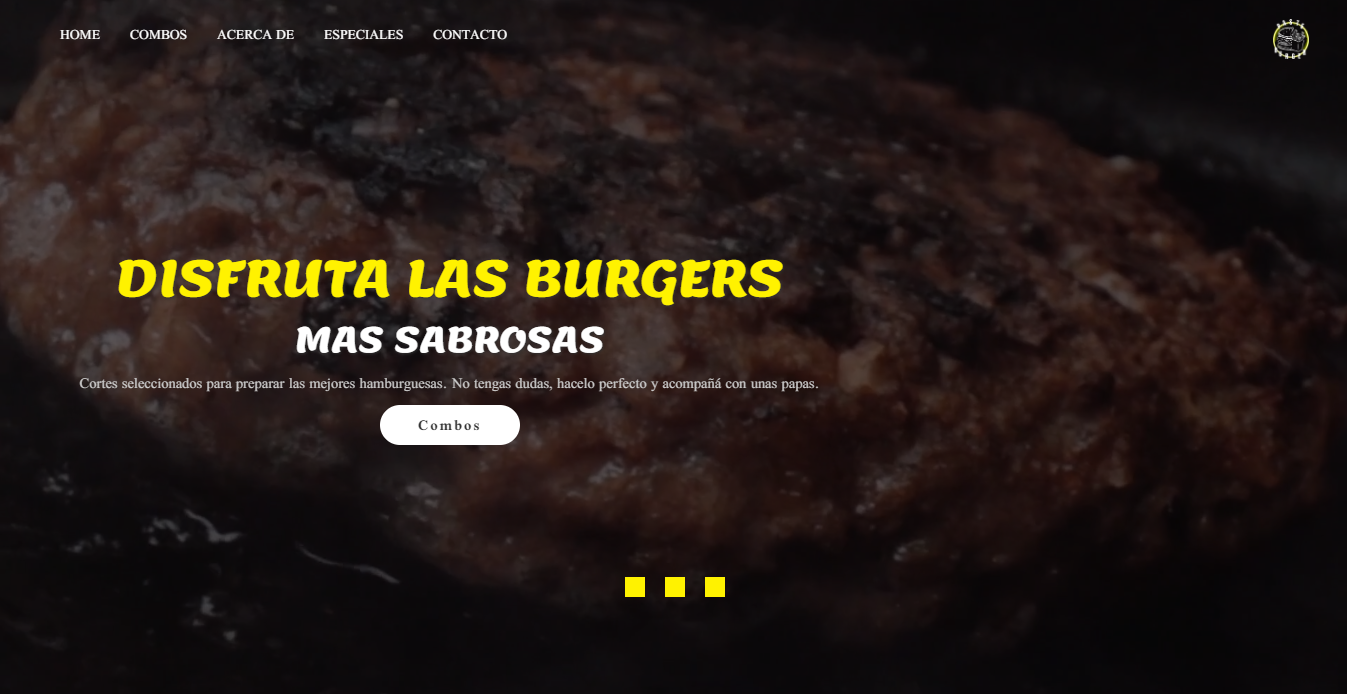 HOME COMBOS ACERCA DE ESPECIALES CONTACTO
DISFRUTA LAS BURGERS
MAS SABROSAS
Cortes seleccionados para preparar las mejores hamburguesas. No tengas dudas, hacelo perfecto y acompañá con unas papas.
Combos